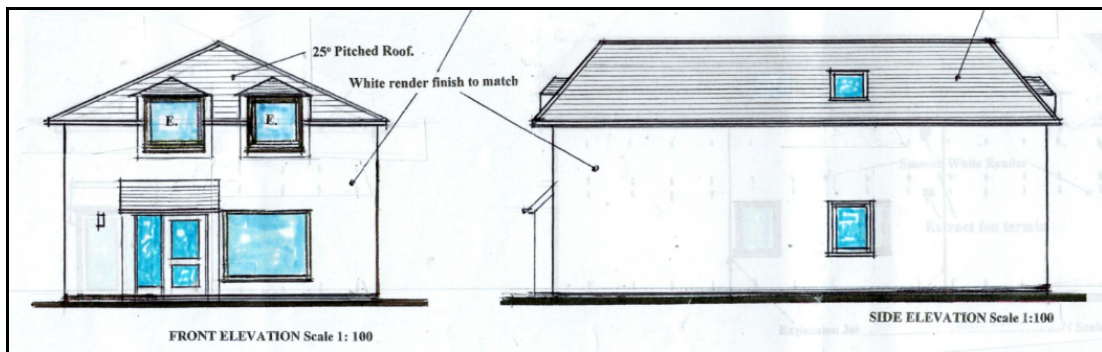 25° Pitched Roof.
White render finish to match
E.
E.
Smooth White Render
Extract fan
FRONT ELEVATION Scale 1: 100
SIDE ELEVATION Scale 1:100